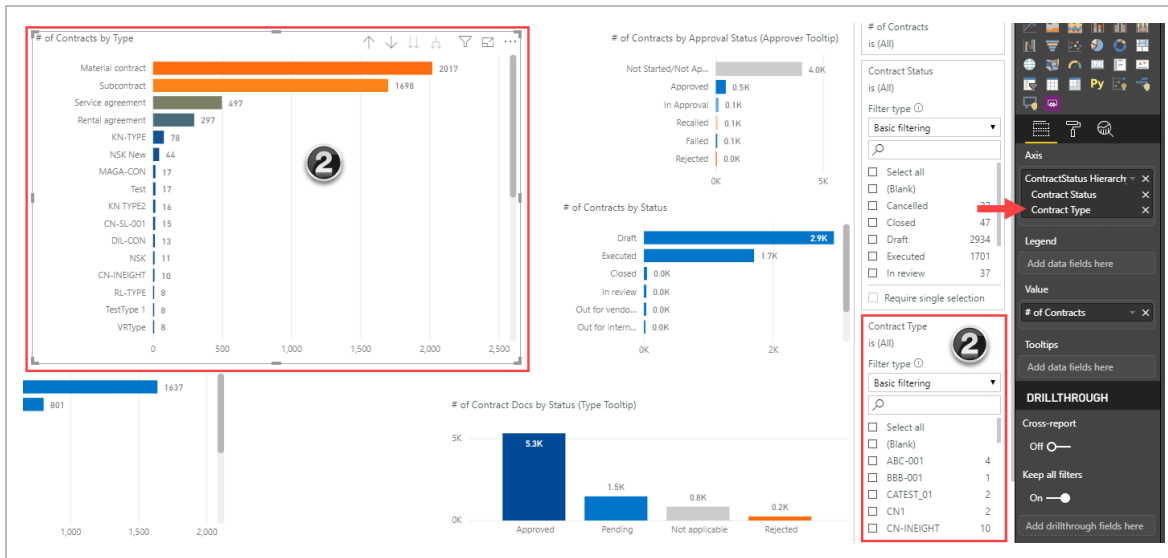 # of Contracts by Type
Material contract 2017
Subcontract 1698
Service agreement 497
Rental agreement 297
KN-TYPE 78
NSK New 44
MAGA-CON 17
Test 17
KN TYPE2 16
CN-SL-001 15
DIL-CON 13
NSK 11
CN-INEIGHT 10
RL-TYPE 8
TestType 1 8
VRType 8
0 500 1,000 1,500 2,000 2,500
2
1637
801
1,000 1,500 2,000
# of Contracts by Approval Status (Approver Tooltip)
Not Started/Not Ap... 4.0K
Approved 0.5K
In Approval 0.1K
Recalled 0.1K
Failed 0.1K
Rejected 0.0K
0K 5K
# of Contracts by Status
Draft 2.9K
Executed 1.7K
Closed 0.0K
In review 0.0K
Out for vendo... 0.0K
Out for intern... 0.0K
0K 2K
# of Contract Docs by Status (Type Tooltip)
5K
0K
5.3K
1.5K
0.8K
0.2K
Approved Pending Not applicable Rejected
# of Contracts
is (All)
Contract Status
is (All)
Filter type
Basic filtering
Select all
(Blank)
Cancelled
Closed 47
Draft 2934
Executed 1701
In review 37
Require single selection
Contract Type
is (All)
2
Filter type
Basic filtering
Select all
(Blank)
ABC-001 4
BBB-001 1
CATEST_01 2
CN1 2
CN-INEIGHT 10
Py
Axis
ContractStatus Hierarch
Contract Status
Contract Type
Legend
Add data fields here
Value
# of Contracts
Tooltips
Add data fields here
DRILLTHROUGH
Cross-report
Off
Keep all filters
On
Add drillthrough fields here